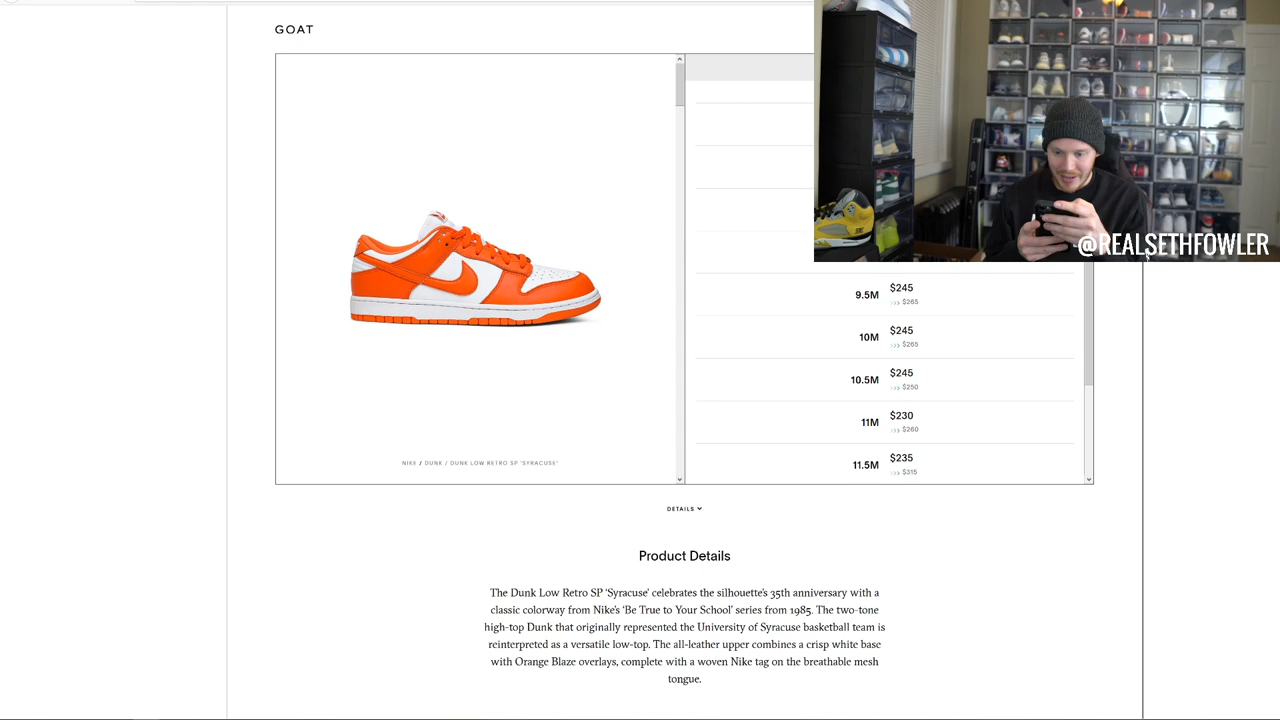 GOAT
@REALSETHFOWLER
9.5M $245
>>> $265
10M $245
>>> $265
10.5M $245
>>> $250
11M $230
>>> $260
11.5M $235
>>> $315
NIKE / DUNK / DUNK LOW RETRO SP 'SYRACUSE'
DETAILS
Product Details
The Dunk Low Retro SP 'Syracuse' celebrates the silhouette's 35th anniversary with a
classic colorway from Nike's 'Be True to Your School' series from 1985. The two-tone
high-top Dunk that originally represented the University of Syracuse basketball team is
reinterpreted as a versatile low-top. The all-leather upper combines a crisp white base
with Orange Blaze overlays, complete with a woven Nike tag on the breathable mesh
tongue.